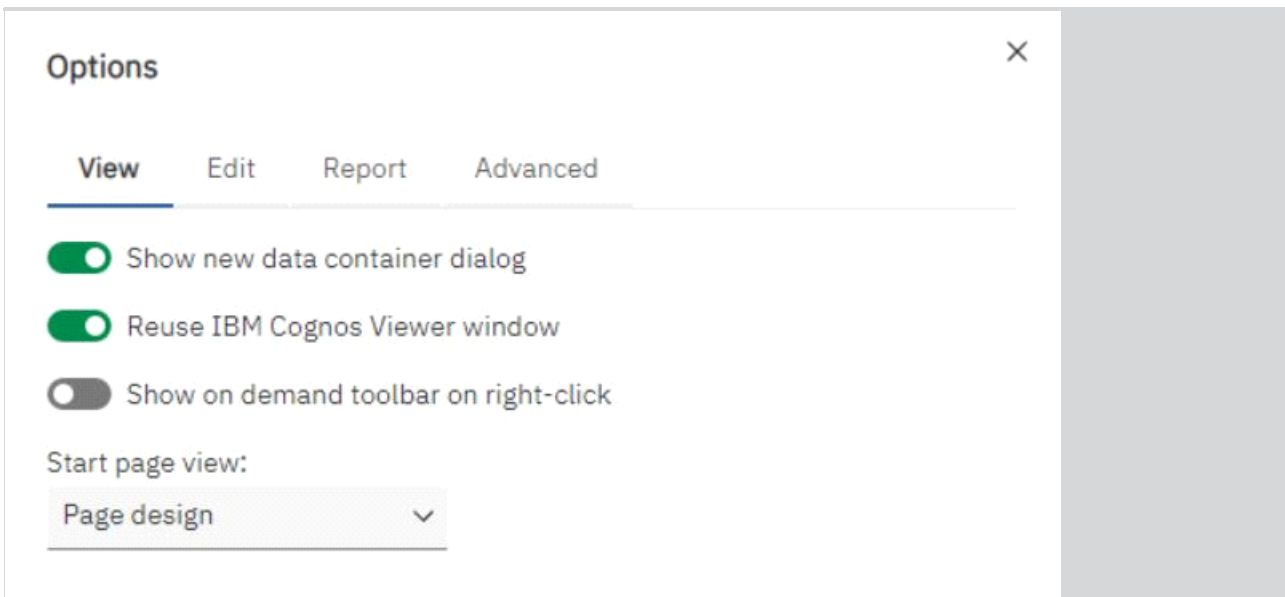 Options
View Edit Report Advanced
Show new data container dialog
Reuse IBM Cognos Viewer window
Show on demand toolbar on right-click
Start page view:
Page design